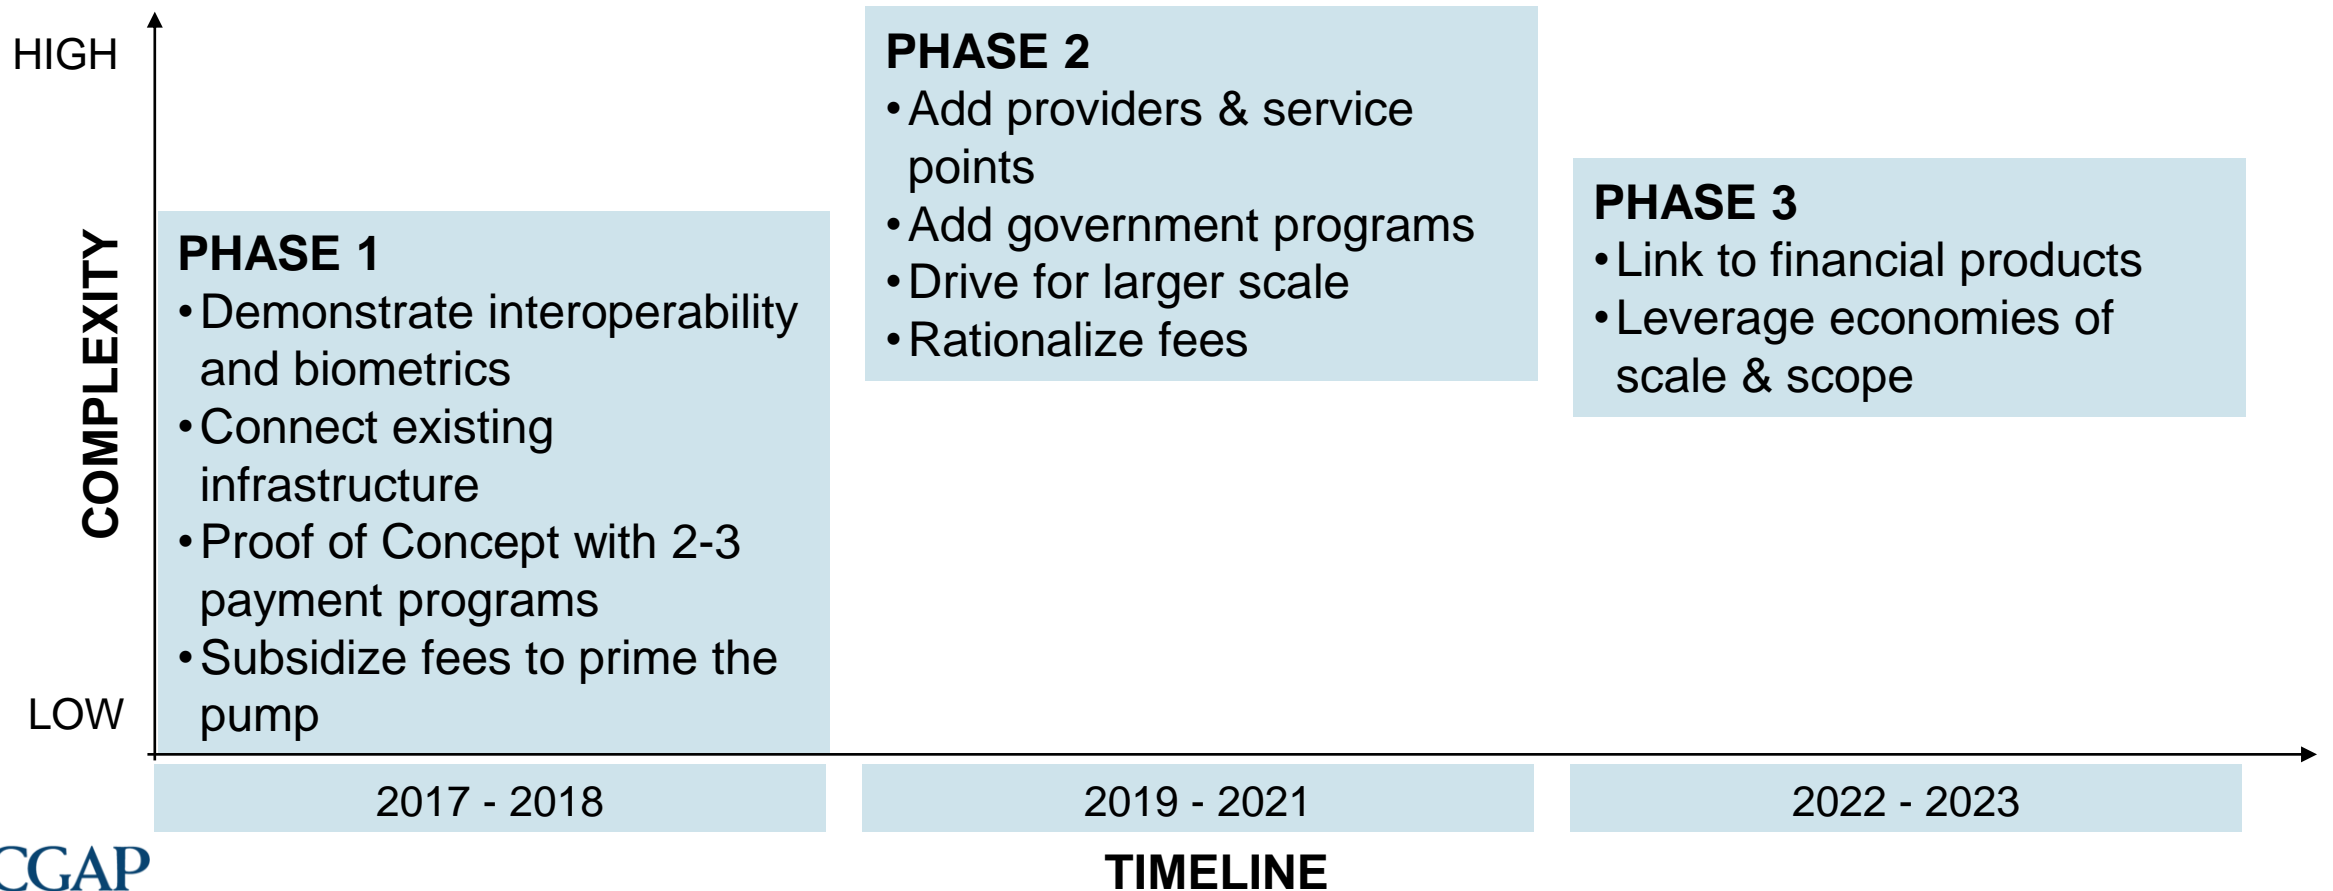 HIGH
COMPLEXITY
LOW
PHASE 1
•Demonstrate interoperability
and biometrics
•Connect existing
infrastructure
•Proof of Concept with 2-3
payment programs
•Subsidize fees to prime the
pump
PHASE 2
•Add providers & service
points
•Add government programs
•Drive for larger scale
•Rationalize fees
PHASE 3
•Link to financial products
•Leverage economies of
scale & scope
2017 - 2018
2019 - 2021
2022 - 2023
TIMELINE
CGAP